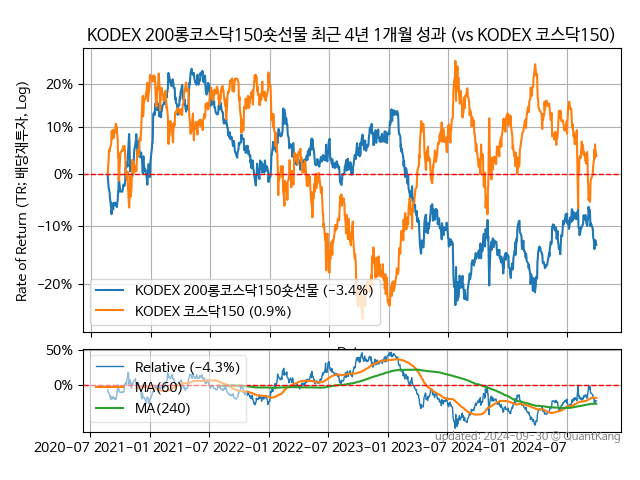 KODEX 200롱코스닥150숏선물 최근 4년 1개월 성과 (vs KODEX 코스닥150)
Rate of Return (TR: 배당재투자, Log)
20%
10%
0%
−10%
−20%
KODEX 200롱코스닥150숏선물 (−3.4%)
KODEX 코스닥150 (0.9%)
50%
0%
Relative (−4.3%)
MA(60)
MA(240)
2020-07 2021-01 2021-07 2022-01 2022-07 2023-01 2023-07 2024-01 2024-07
updated: 2024-09-30 © QuantKang